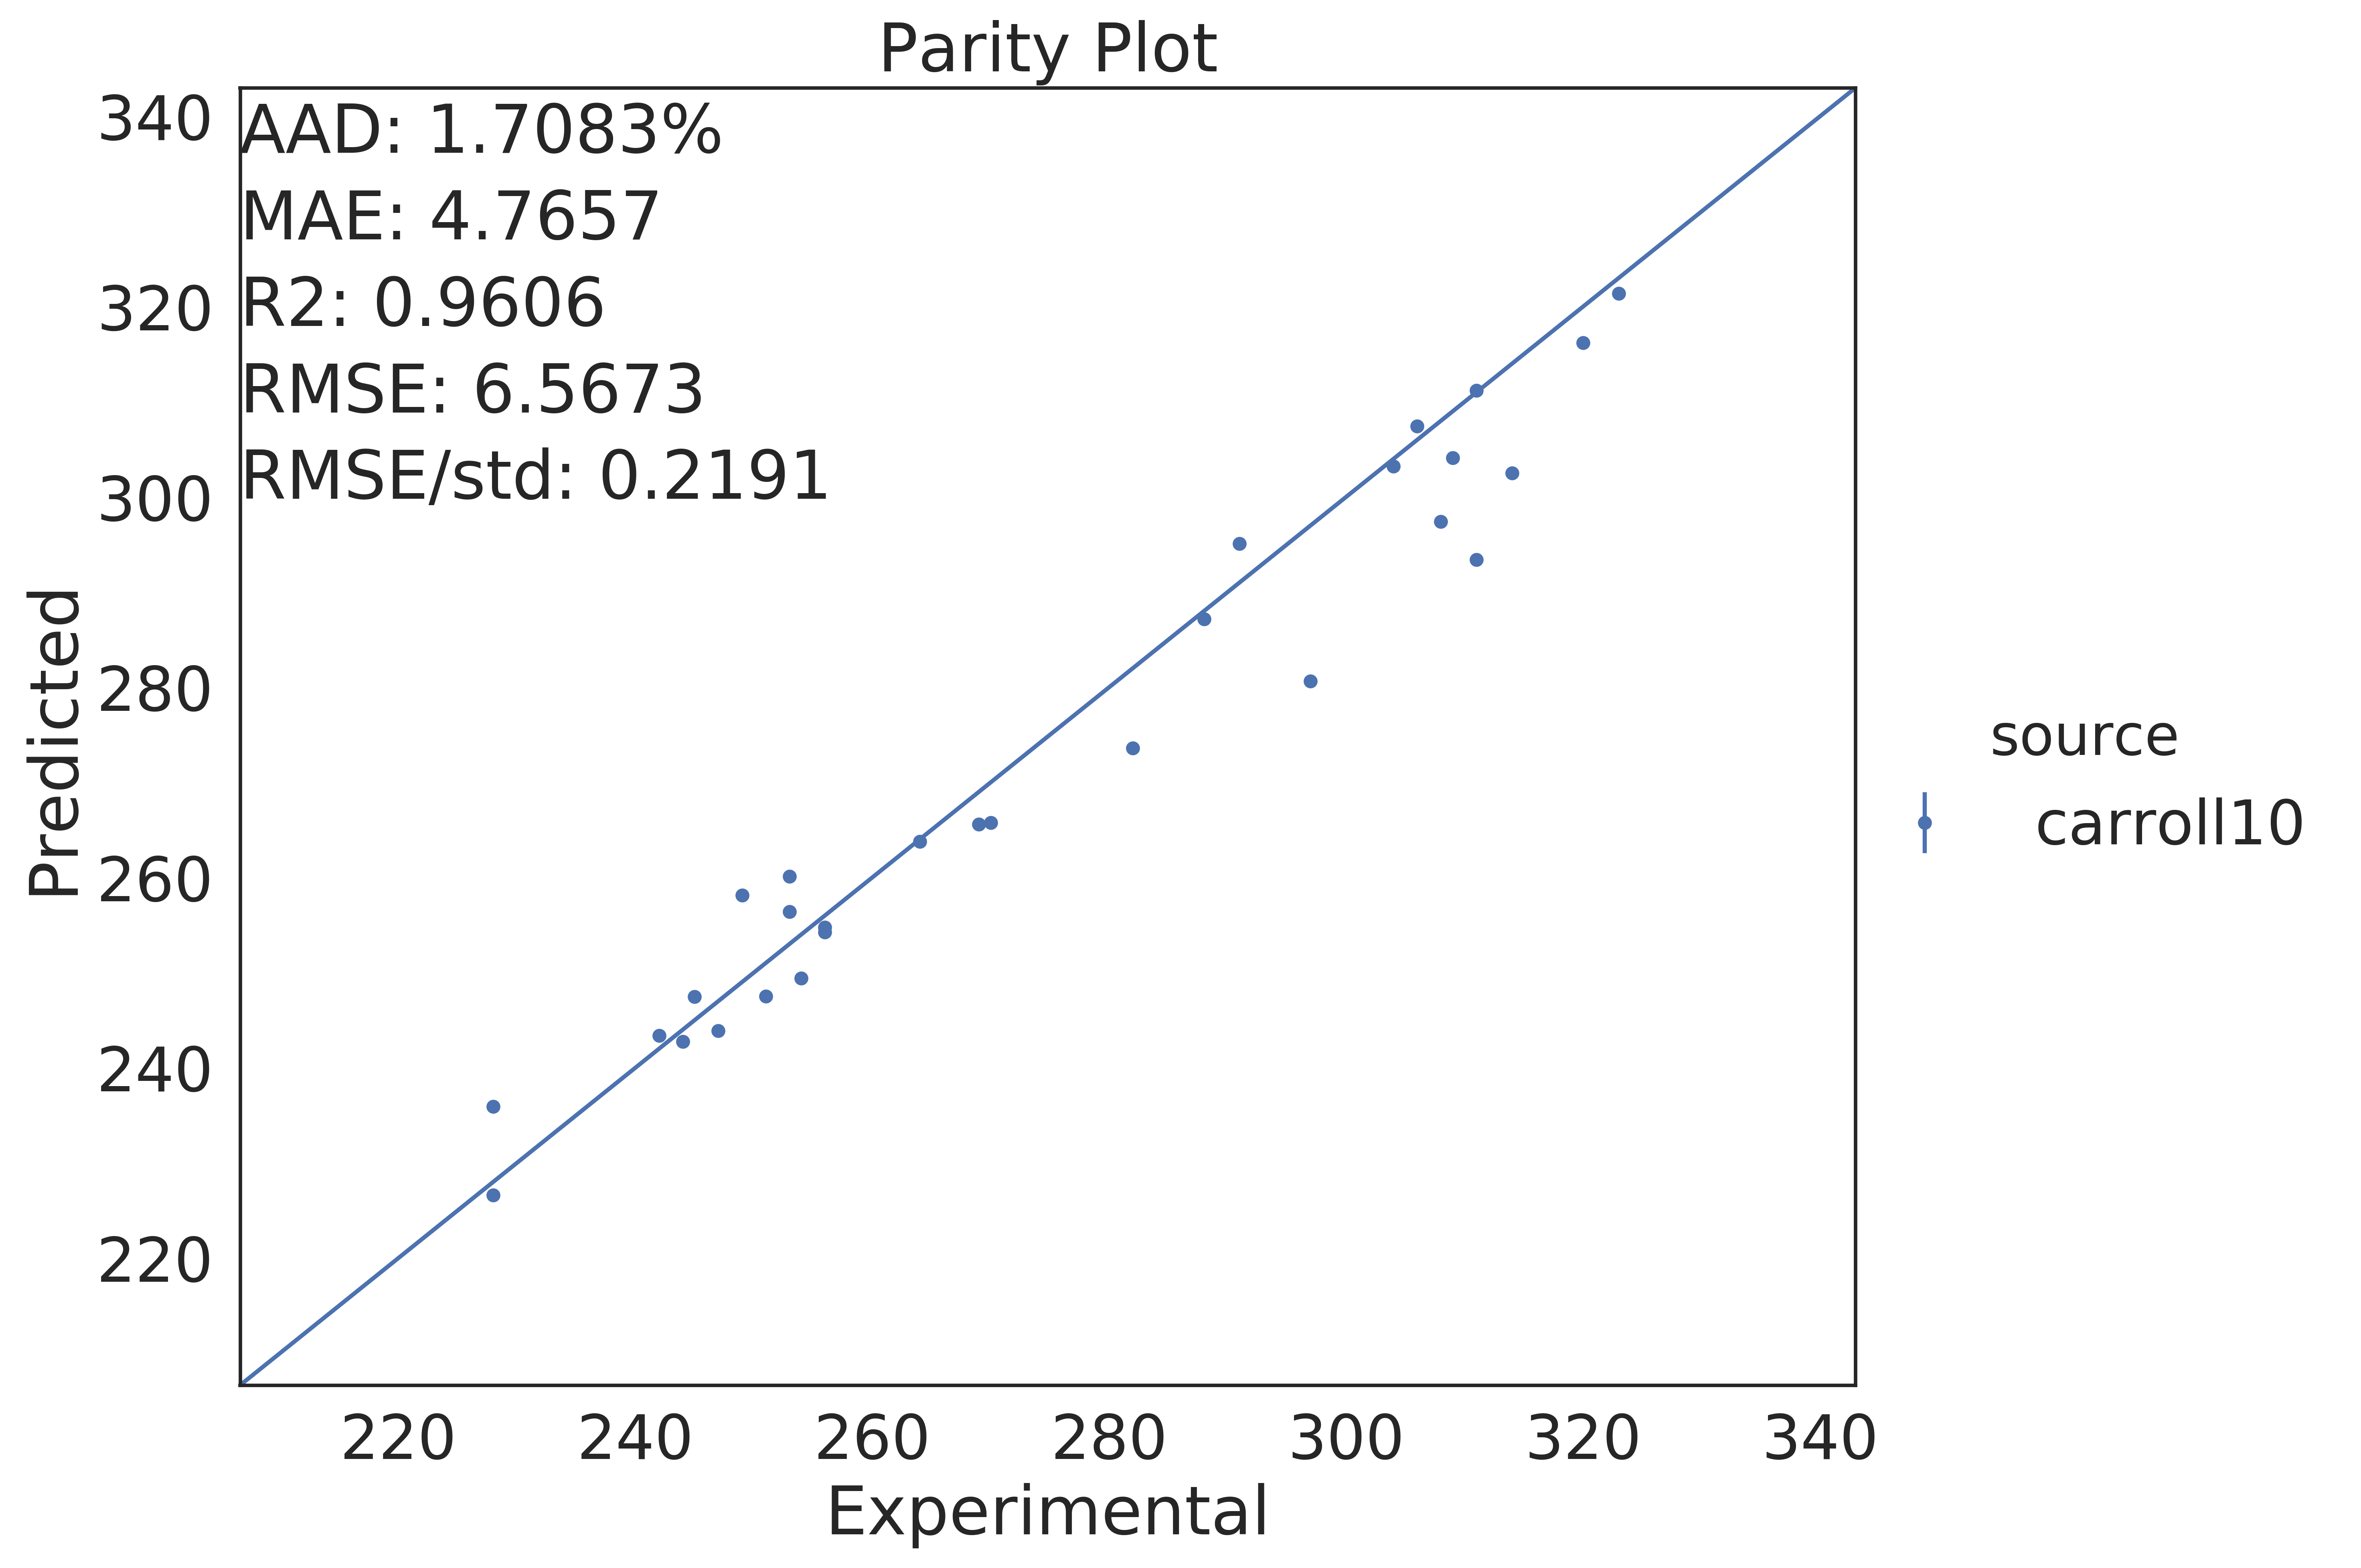 Parity Plot
AAD: 1.7083%
MAE: 4.7657
R2: 0.9606
RMSE: 6.5673
RMSE/std: 0.2191
340
320
300
280
260
240
220
Predicted
220 240 260 280 300 320 340
Experimental
source
carroll10